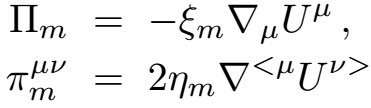 Π_m = −ξ_m ∇_μ U^μ ,
π_m^{μν} = 2η_m ∇^{<μ} U^{ν>}